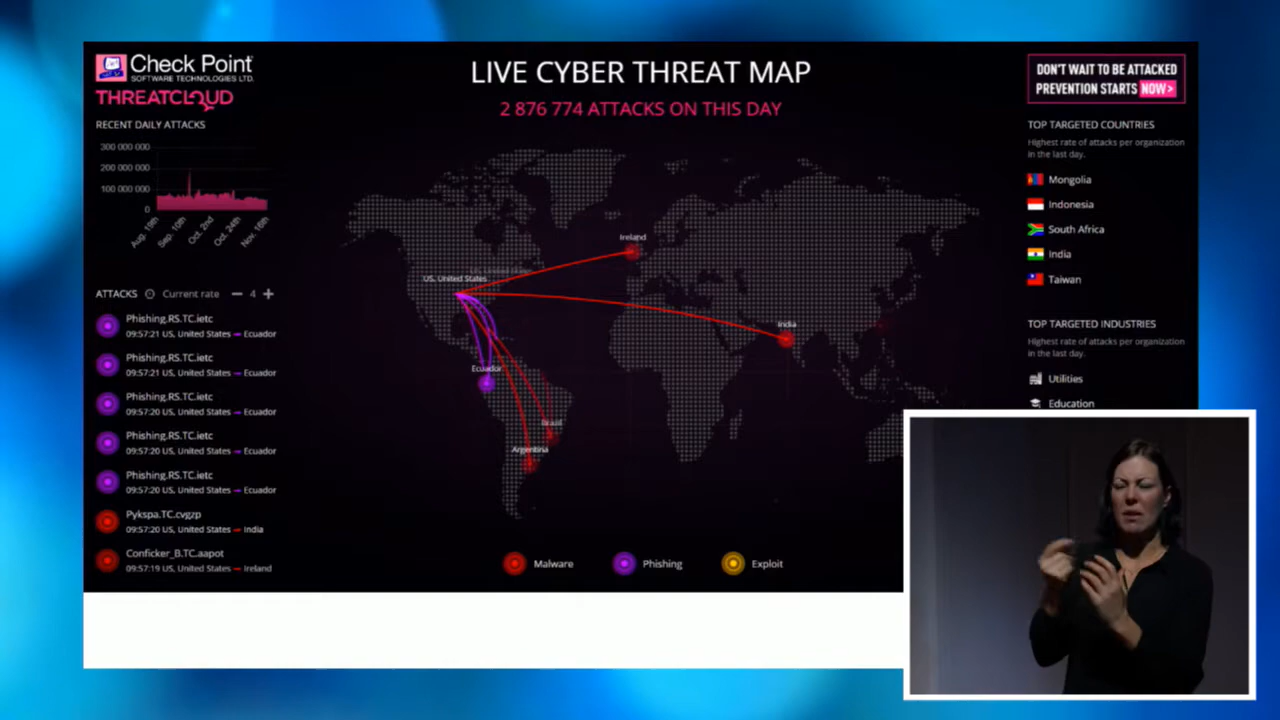 Check Point
SOFTWARE TECHNOLOGIES LTD.
THREATCLOUD
RECENT DAILY ATTACKS
300 000 000
200 000 000
100 000 000
0
Aug. 19th
Sep. 10th
Oct. 2nd
Oct. 24th
Nov. 16th
ATTACKS Current rate — 4 +
Phishing.RS.TC.ietc
09:57:21 US, United States → Ecuador
Phishing.RS.TC.ietc
09:57:21 US, United States → Ecuador
Phishing.RS.TC.ietc
09:57:20 US, United States → Ecuador
Phishing.RS.TC.ietc
09:57:20 US, United States → Ecuador
Phishing.RS.TC.ietc
09:57:20 US, United States → Ecuador
Pykspa.TC.cvgzp
09:57:20 US, United States → India
Conficker_B.TC.aapot
09:57:19 US, United States → Ireland
LIVE CYBER THREAT MAP
2 876 774 ATTACKS ON THIS DAY
Ireland
US, United States
India
Ecuador
Brazil
Argentina
Malware
Phishing
Exploit
DON'T WAIT TO BE ATTACKED
PREVENTION STARTS NOW>
TOP TARGETED COUNTRIES
Highest rate of attacks per organization
in the last day.
Mongolia
Indonesia
South Africa
India
Taiwan
TOP TARGETED INDUSTRIES
Highest rate of attacks per organization
in the last day.
Utilities
Education